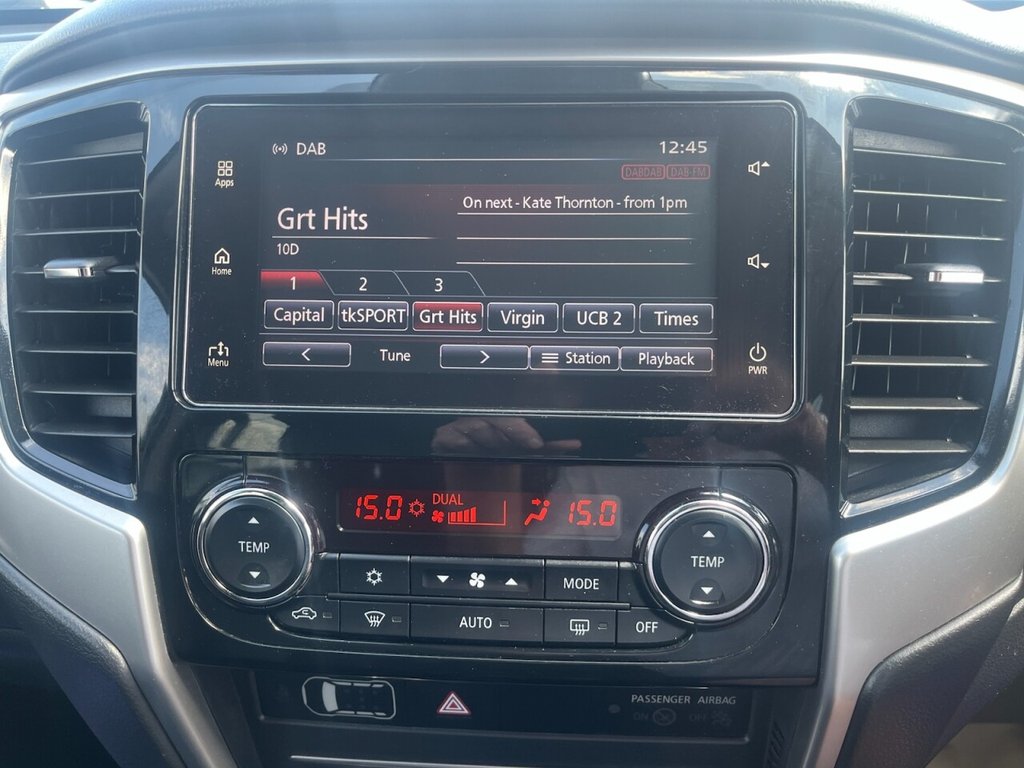 DAB 12:45
DABDAB DAB-FM
Apps
On next - Kate Thornton - from 1pm
Grt Hits
10D
Home
1 2 3
Capital tkSPORT Grt Hits Virgin UCB 2 Times
Menu
< Tune > Station Playback
PWR
15.0 DUAL 15.0
TEMP
TEMP
MODE
AUTO
OFF
PASSENGER AIRBAG
ON OFF